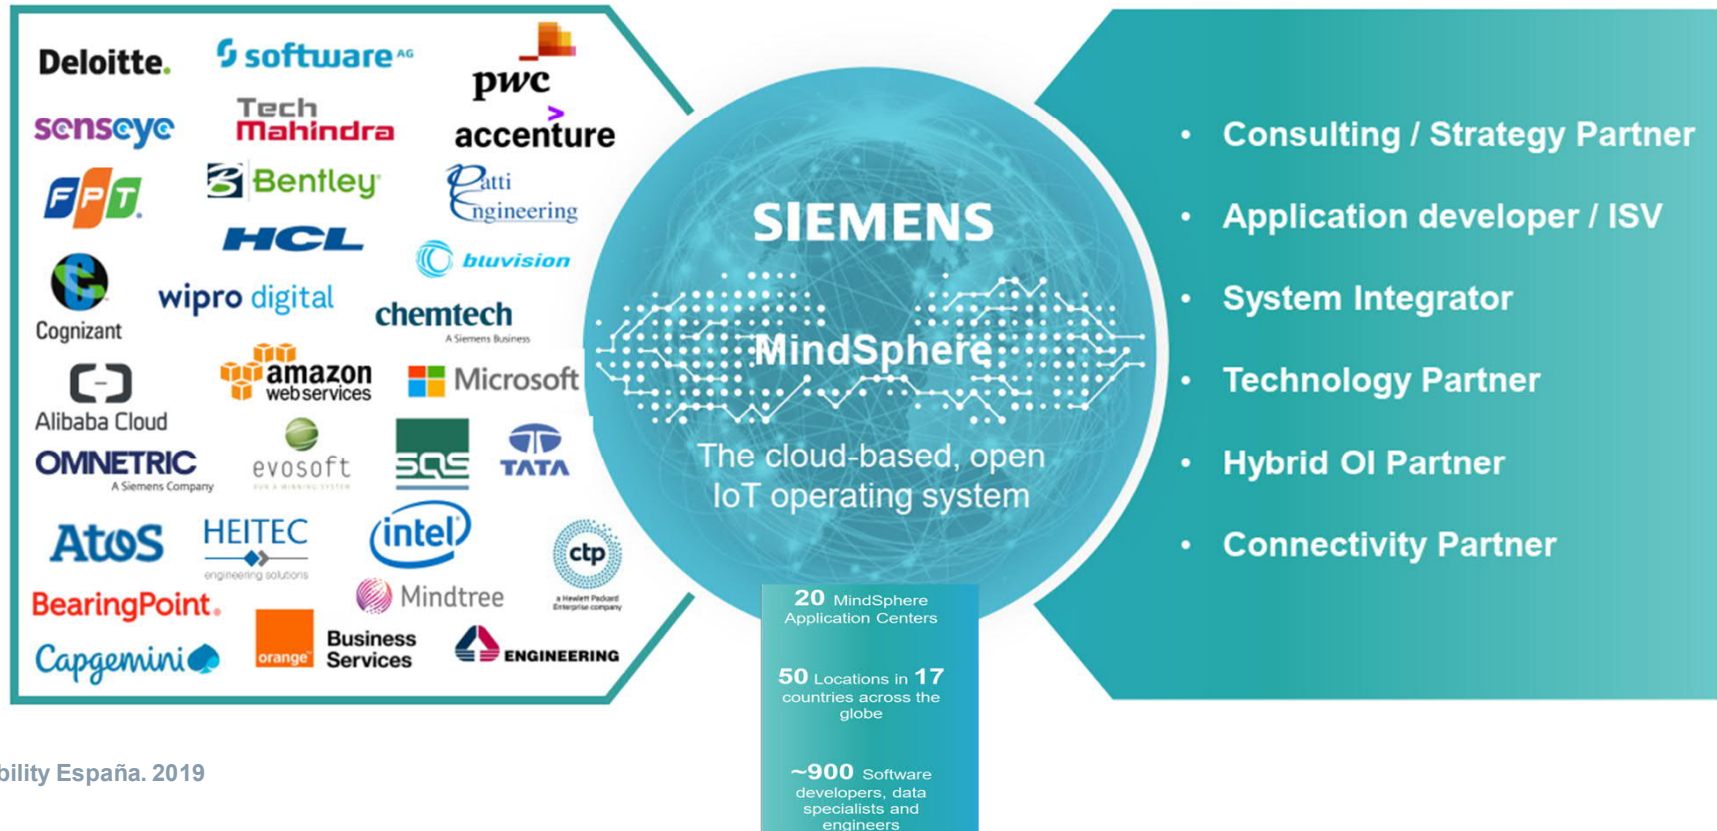 Deloitte.
software AG
pwc
senseye
Tech
Mahindra
accenture
FPT
Bentley
Patti
Engineering
HCL
bluvision
Cognizant
wipro digital
chemtech
A Siemens Business
Alibaba Cloud
amazon
web services
Microsoft
OMNETRIC
A Siemens Company
evosoft
RUN A WINNING SYSTEM
SQS
TATA
Atos
HEITEC
engineering solutions
intel
ctp
a Hewlett Packard
Enterprise company
BearingPoint.
Mindtree
Capgemini
orange
Business
Services
ENGINEERING
SIEMENS
MindSphere
The cloud-based, open
IoT operating system
20 MindSphere
Application Centers
50 Locations in 17
countries across the
globe
~900 Software
developers, data
specialists and
engineers
• Consulting / Strategy Partner
• Application developer / ISV
• System Integrator
• Technology Partner
• Hybrid OI Partner
• Connectivity Partner
bility España. 2019